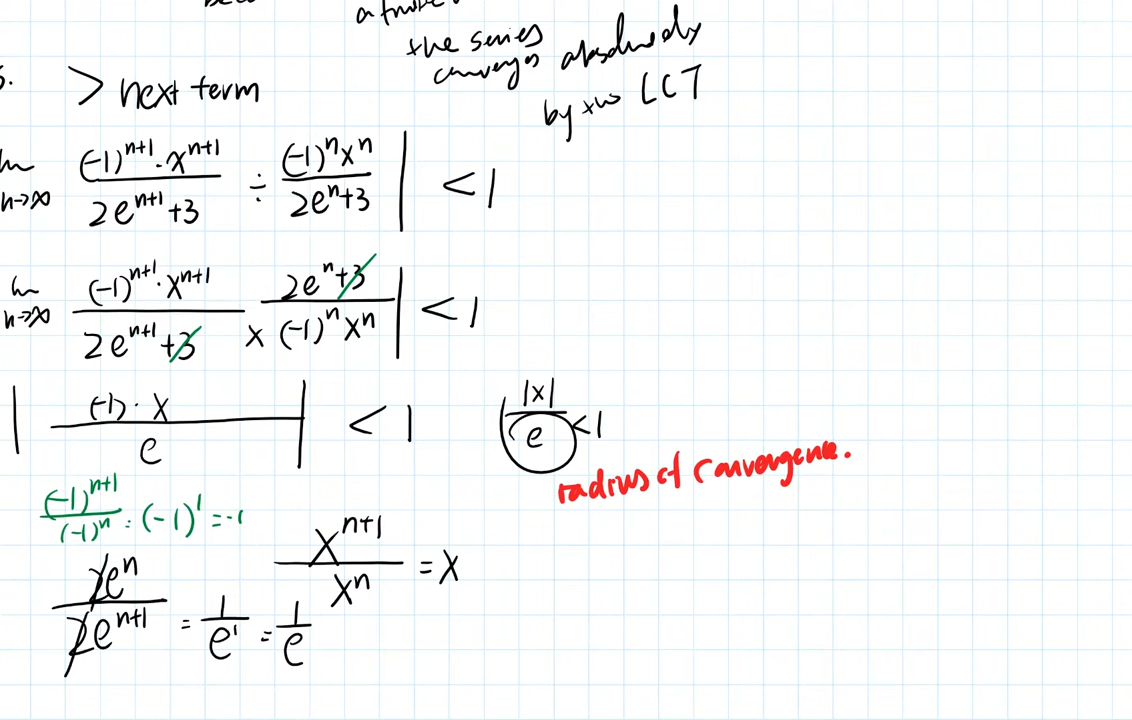 the series
converges absolutely
by the LCT
> next term
n→∞ (-1)^{n+1} · x^{n+1} / 2e^{n+1} + 3 ÷ (-1)^n x^n / 2e^n + 3 | < 1
n→∞ (-1)^{n+1} · x^{n+1} / 2e^{n+1} + 3 × 2e^n + 3 / (-1)^n x^n | < 1
| (-1) · x / e | < 1
|x| / e < 1
radius of convergence.
(-1)^{n+1} / (-1)^n = (-1)^1 = -1
x^{n+1} / x^n = x
2e^n / 2e^{n+1} = 1 / e^1 = 1 / e